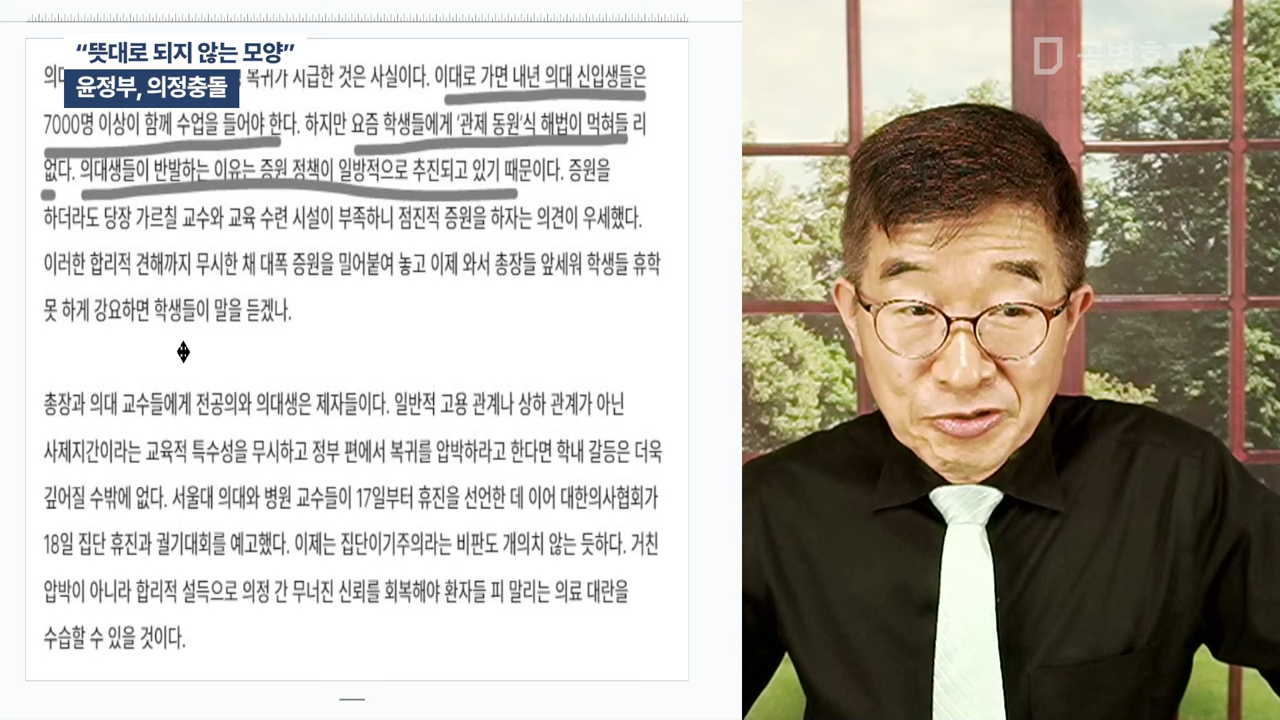 “뜻대로 되지 않는 모양”
윤정부, 의정충돌
복귀가 시급한 것은 사실이다. 이대로 가면 내년 의대 신입생들은
7000명 이상이 함께 수업을 들어야 한다. 하지만 요즘 학생들에게 ‘관제 동원’식 해법이 먹혀들 리
없다. 의대생들이 반발하는 이유는 증원 정책이 일방적으로 추진되고 있기 때문이다. 증원을
하더라도 당장 가르칠 교수와 교육 수련 시설이 부족하니 점진적 증원을 하자는 의견이 우세했다.
이러한 합리적 견해까지 무시한 채 대폭 증원을 밀어붙여 놓고 이제 와서 총장들 앞세워 학생들 휴학
못 하게 강요하면 학생들이 말을 듣겠나.
총장과 의대 교수들에게 전공의와 의대생은 제자들이다. 일반적 고용 관계나 상하 관계가 아닌
사제지간이라는 교육적 특수성을 무시하고 정부 편에서 복귀를 압박하라고 한다면 학내 갈등은 더욱
깊어질 수밖에 없다. 서울대 의대와 병원 교수들이 17일부터 휴진을 선언한 데 이어 대한의사협회가
18일 집단 휴진과 궐기대회를 예고했다. 이제는 집단이기주의라는 비판도 개의치 않는 듯하다. 거친
압박이 아니라 합리적 설득으로 의정 간 무너진 신뢰를 회복해야 환자들 피 말리는 의료 대란을
수습할 수 있을 것이다.